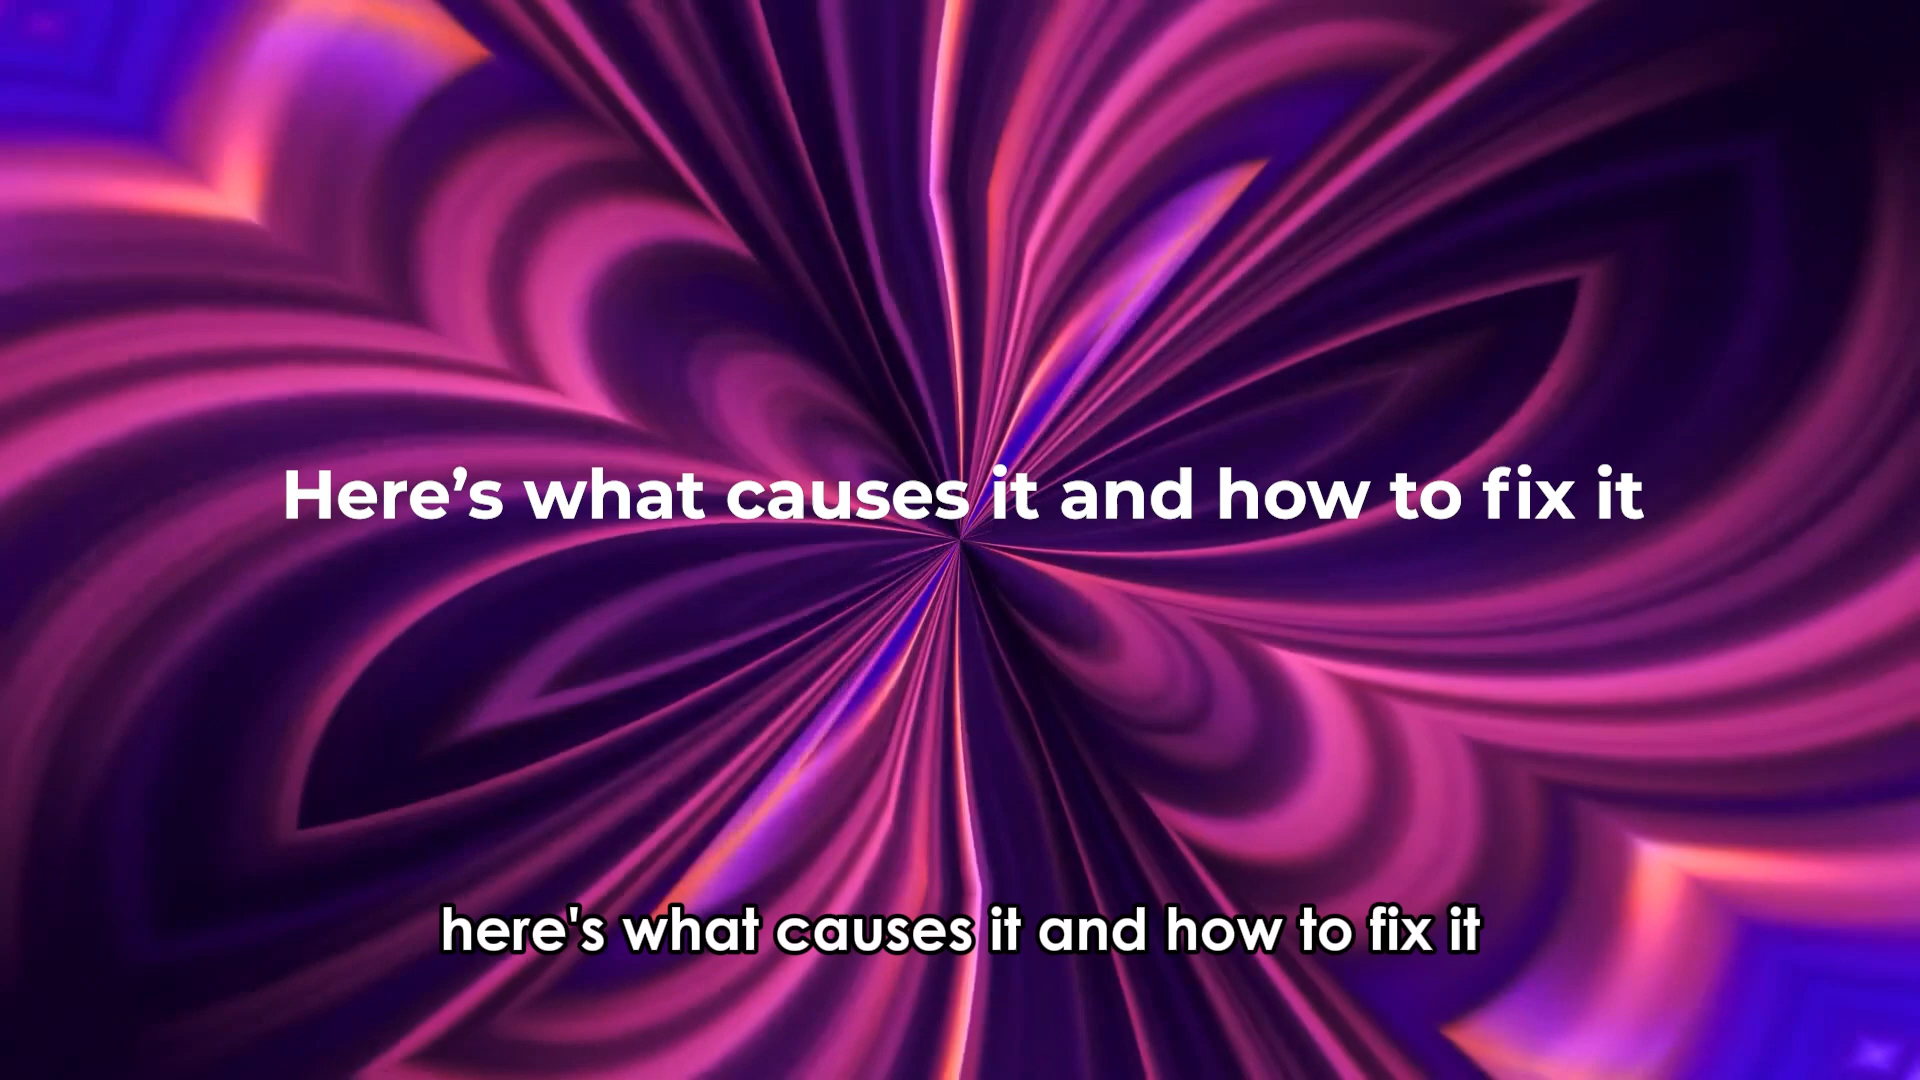 Here’s what causes it and how to fix it
here's what causes it and how to fix it